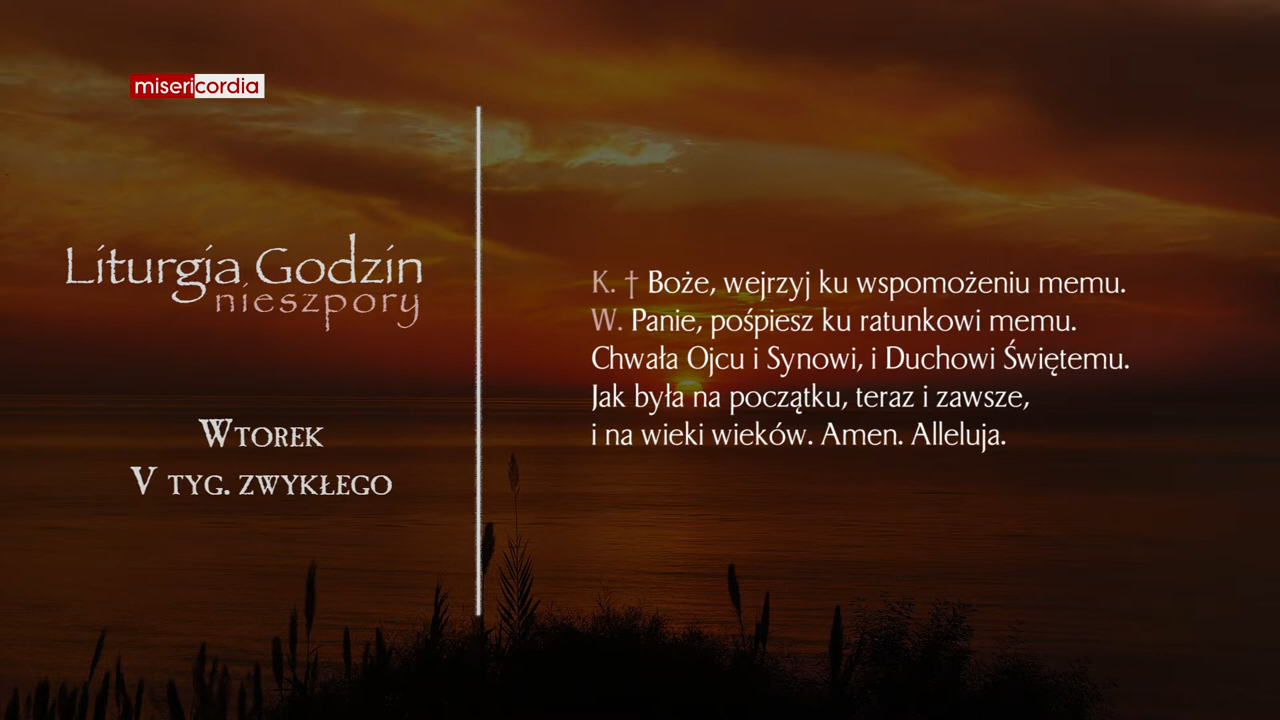 misericordia
Liturgia Godzin
nieszpory
Wtorek
V tyg. zwykłego
K. † Boże, wejrzyj ku wspomożeniu memu.
W. Panie, pośpiesz ku ratunkowi memu.
Chwała Ojcu i Synowi, i Duchowi Świętemu.
Jak była na początku, teraz i zawsze,
i na wieki wieków. Amen. Alleluja.